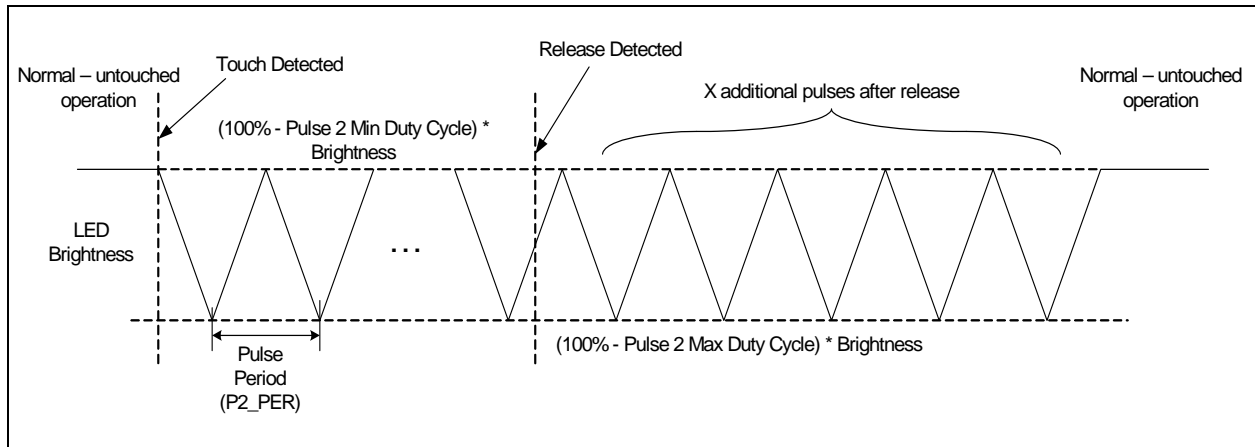 Normal – untouched
operation
Touch Detected
Release Detected
X additional pulses after release
Normal – untouched
operation
(100% - Pulse 2 Min Duty Cycle) *
Brightness
LED
Brightness
. . .
(100% - Pulse 2 Max Duty Cycle) * Brightness
Pulse
Period
(P2_PER)